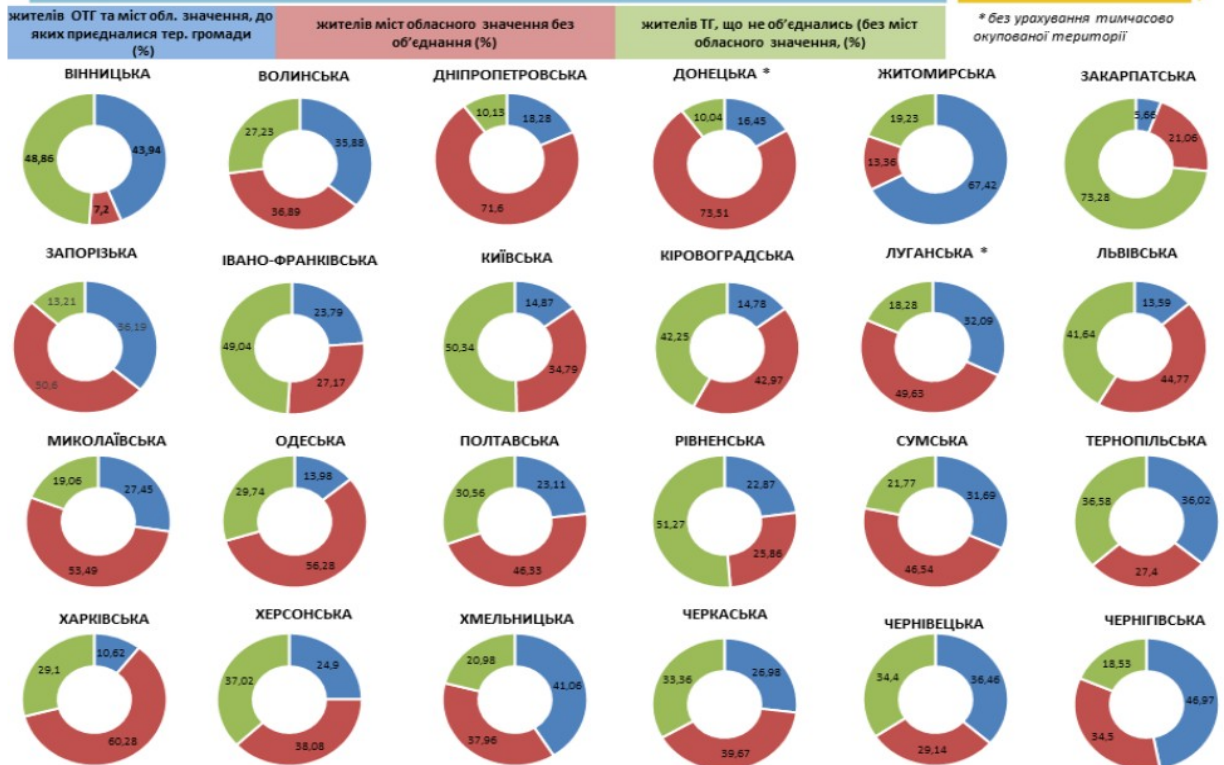 жителів ОТГ та міст обл. значення, до
яких приєдналися тер. громади
(%)
жителів міст обласного значення без
об'єднання (%)
жителів ТГ, що не об'єднались (без міст
обласного значення, (%)
* без урахування тимчасово
окупованої території
ВІННИЦЬКА
48,86
43,94
7,2
ВОЛИНСЬКА
27,23
35,88
36,89
ДНІПРОПЕТРОВСЬКА
10,13
18,28
71,6
ДОНЕЦЬКА *
10,04
16,45
73,51
ЖИТОМИРСЬКА
19,23
13,36
67,42
ЗАКАРПАТСЬКА
5,66
21,06
73,28
ЗАПОРІЗЬКА
13,21
36,19
50,6
ІВАНО-ФРАНКІВСЬКА
23,79
49,04
27,17
КИЇВСЬКА
14,87
50,34
34,79
КІРОВОГРАДСЬКА
14,78
42,25
42,97
ЛУГАНСЬКА *
18,28
32,09
49,63
ЛЬВІВСЬКА
13,59
41,64
44,77
МИКОЛАЇВСЬКА
19,06
27,45
53,49
ОДЕСЬКА
13,98
29,74
56,28
ПОЛТАВСЬКА
30,56
23,11
46,33
РІВНЕНСЬКА
22,87
51,27
25,86
СУМСЬКА
21,77
31,69
46,54
ТЕРНОПІЛЬСЬКА
36,58
36,02
27,4
ХАРКІВСЬКА
10,62
29,1
60,28
ХЕРСОНСЬКА
24,9
37,02
38,08
ХМЕЛЬНИЦЬКА
20,98
41,06
37,96
ЧЕРКАСЬКА
33,36
26,98
39,67
ЧЕРНІВЕЦЬКА
34,4
36,46
29,14
ЧЕРНІГІВСЬКА
18,53
46,97
34,5